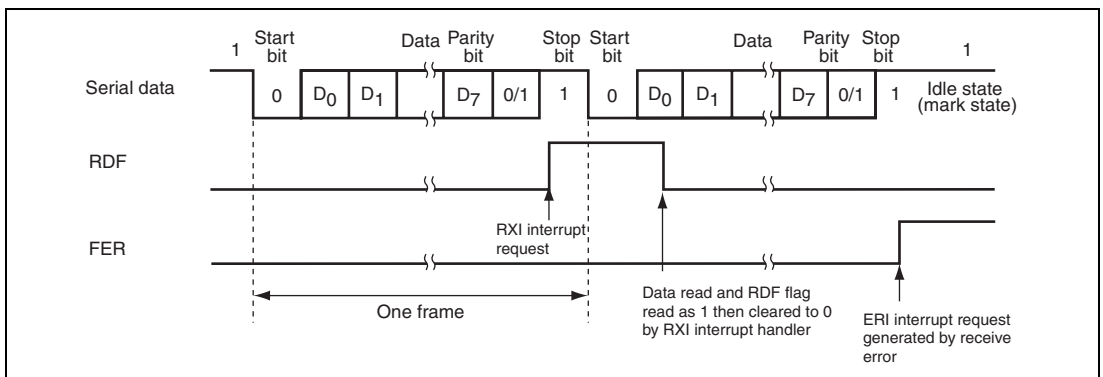 1
Start
bit
Data
Parity
bit
Stop
bit
Start
bit
Data
Parity
bit
Stop
bit
1
Serial data
0
D0
D1
D7
0/1
1
0
D0
D1
D7
0/1
1
Idle state
(mark state)
RDF
RXI interrupt
request
FER
One frame
Data read and RDF flag
read as 1 then cleared to 0
by RXI interrupt handler
ERI interrupt request
generated by receive
error